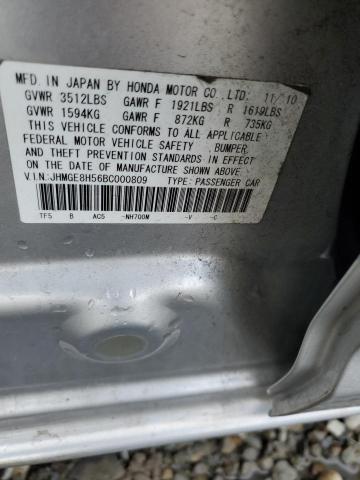 MFD. IN JAPAN BY HONDA MOTOR CO., LTD. 11/10
GVWR 3512LBS GAWR F 1921LBS R 1619LBS
GVWR 1594KG GAWR F 872KG R 735KG
THIS VEHICLE CONFORMS TO ALL APPLICABLE
FEDERAL MOTOR VEHICLE SAFETY, BUMPER,
AND THEFT PREVENTION STANDARDS IN EFFECT
ON THE DATE OF MANUFACTURE SHOWN ABOVE.
V.I.N.:JHMGE8H56BC000809 TYPE: PASSENGER CAR
TF5 B AC5 -NH700M -V -C